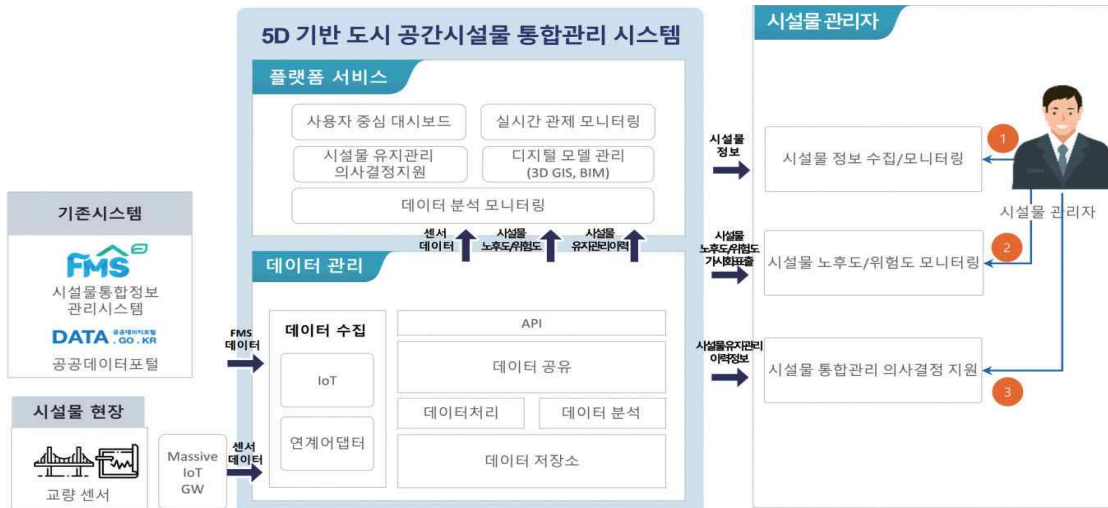 5D 기반 도시 공간시설물 통합관리 시스템
플랫폼 서비스
사용자 중심 대시보드
실시간 관제 모니터링
시설물 유지관리
의사결정지원
디지털 모델 관리
(3D GIS, BIM)
데이터 분석 모니터링
센서
데이터
시설물
노후도/위험도
시설물
유지관리이력
데이터 관리
데이터 수집
IoT
연계어댑터
API
데이터 공유
데이터처리
데이터 분석
데이터 저장소
기존시스템
FMS
시설물통합정보
관리시스템
DATA 공공데이터포털
.GO.KR
공공데이터포털
FMS
데이터
시설물 현장
교량 센서
Massive
IoT
GW
센서
데이터
시설물
정보
시설물
노후도/위험도
가시화표출
시설물유지관리
이력정보
시설물 관리자
시설물 정보 수집/모니터링
1
시설물 관리자
시설물 노후도/위험도 모니터링
2
시설물 통합관리 의사결정 지원
3